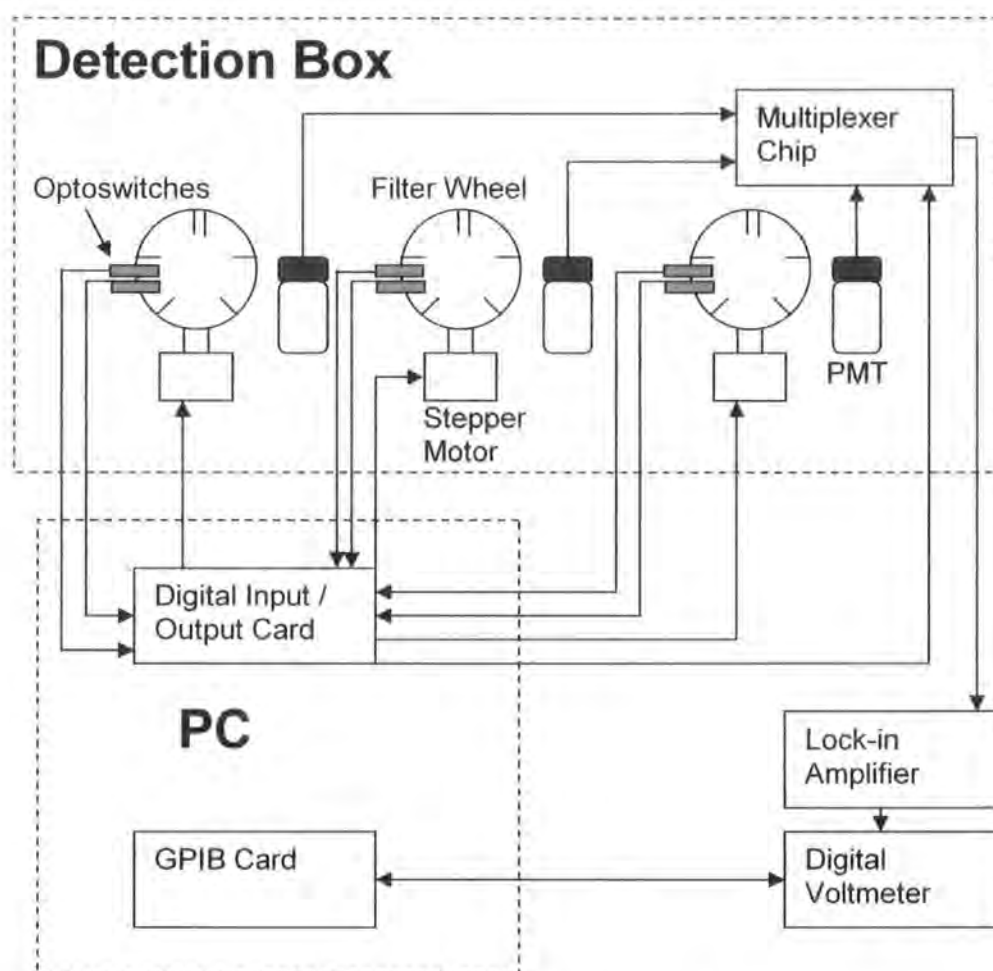 Detection Box
Multiplexer
Chip
Optoswitches
Filter Wheel
PMT
Stepper
Motor
Digital Input /
Output Card
PC
Lock-in
Amplifier
GPIB Card
Digital
Voltmeter